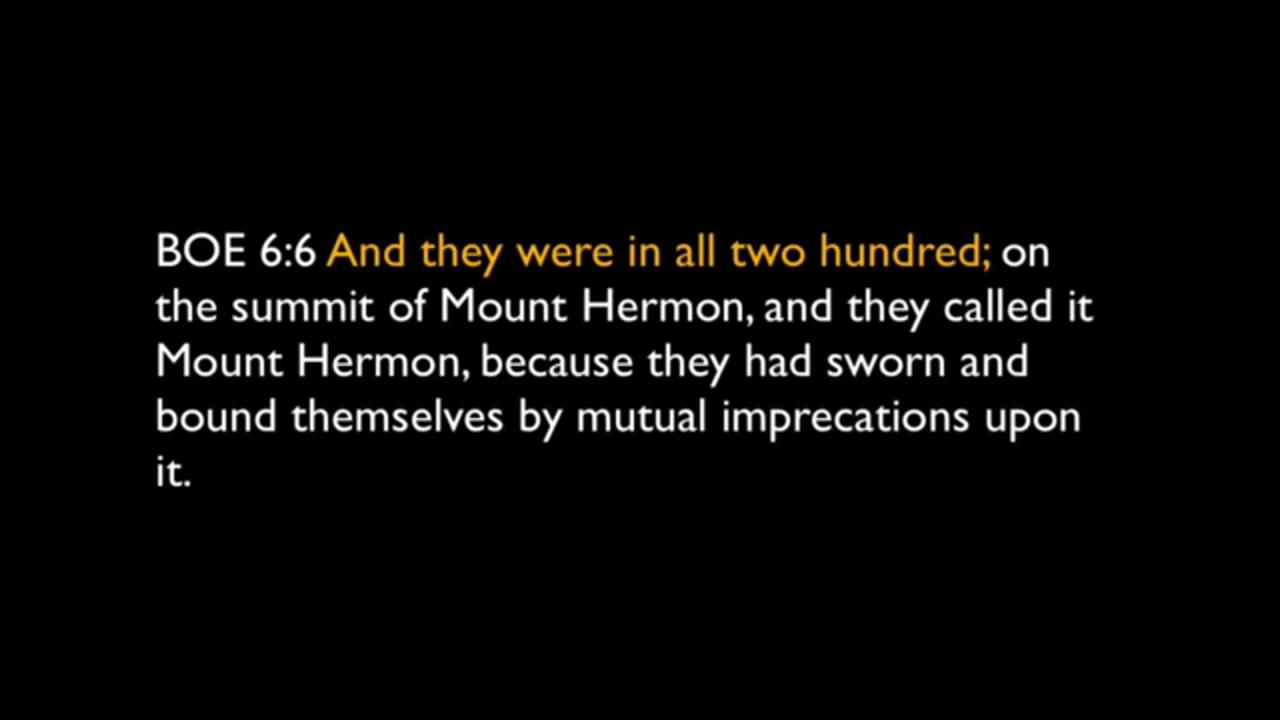 BOE 6:6 And they were in all two hundred; on
the summit of Mount Hermon, and they called it
Mount Hermon, because they had sworn and
bound themselves by mutual imprecations upon
it.